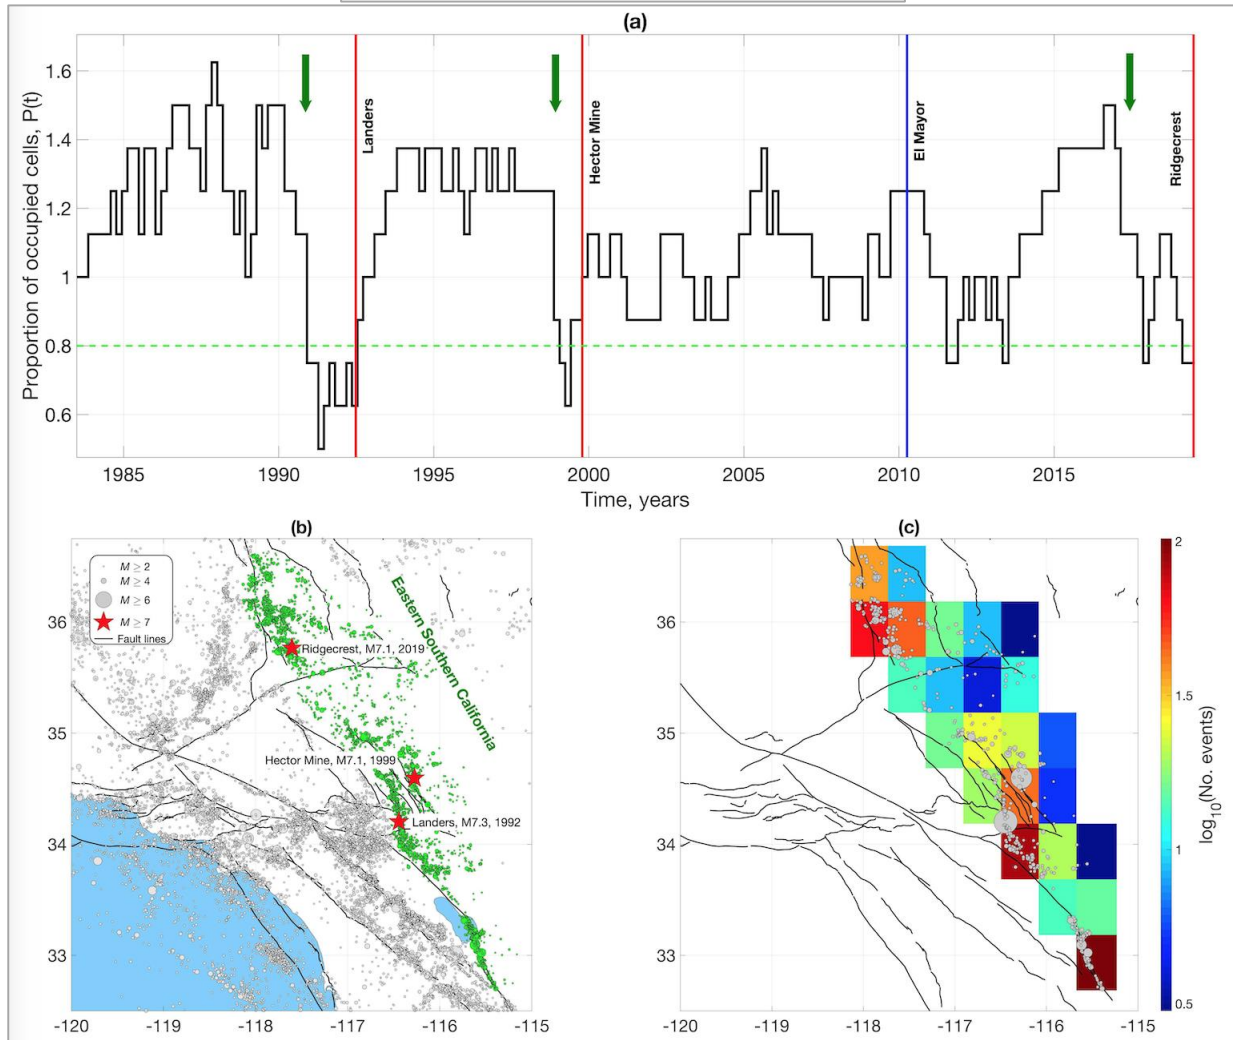 (a)
Proportion of occupied cells, P(t)
1.6
1.4
1.2
1
0.8
0.6
Landers
Hector Mine
El Mayor
Ridgecrest
1985
1990
1995
2000
2005
2010
2015
Time, years
(b)
M ≥ 2
M ≥ 4
M ≥ 6
M ≥ 7
Fault lines
Eastern Southern California
Ridgecrest, M7.1, 2019
Hector Mine, M7.1, 1999
Landers, M7.3, 1992
36
35
34
33
-120
-119
-118
-117
-116
-115
(c)
36
35
34
33
-120
-119
-118
-117
-116
-115
2
1.5
1
0.5
log10(No. events)